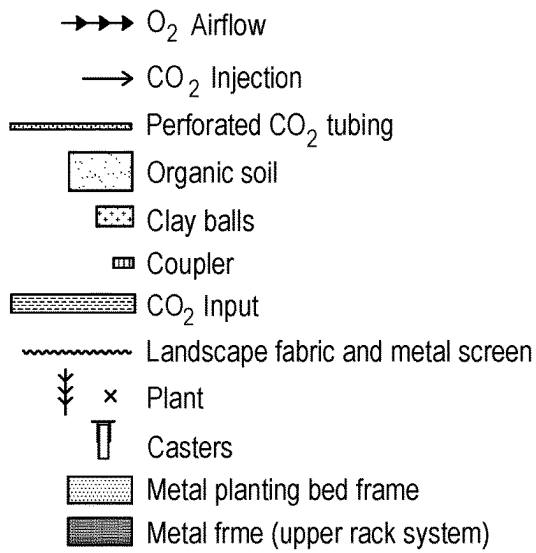 O2 Airflow
CO2 Injection
Perforated CO2 tubing
Organic soil
Clay balls
Coupler
CO2 Input
Landscape fabric and metal screen
Plant
Casters
Metal planting bed frame
Metal frme (upper rack system)